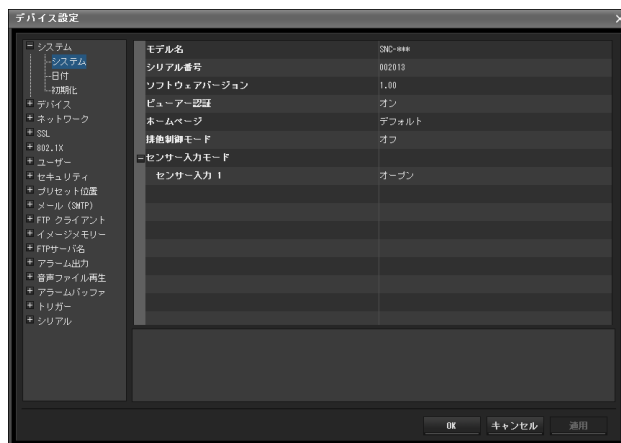 デバイス設定
システム
システム
日付
初期化
デバイス
ネットワーク
SSL
802.1X
ユーザー
セキュリティ
プリセット位置
メール (SMTP)
FTP クライアント
イメージメモリー
FTPサーバ名
アラーム出力
音声ファイル再生
アラームバッファ
トリガー
シリアル
モデル名 SNC-***
シリアル番号 002013
ソフトウェアバージョン 1.00
ビューアー認証 オン
ホームページ デフォルト
排他制御モード オフ
センサー入力モード
センサー入力 1 オープン
OK キャンセル 適用